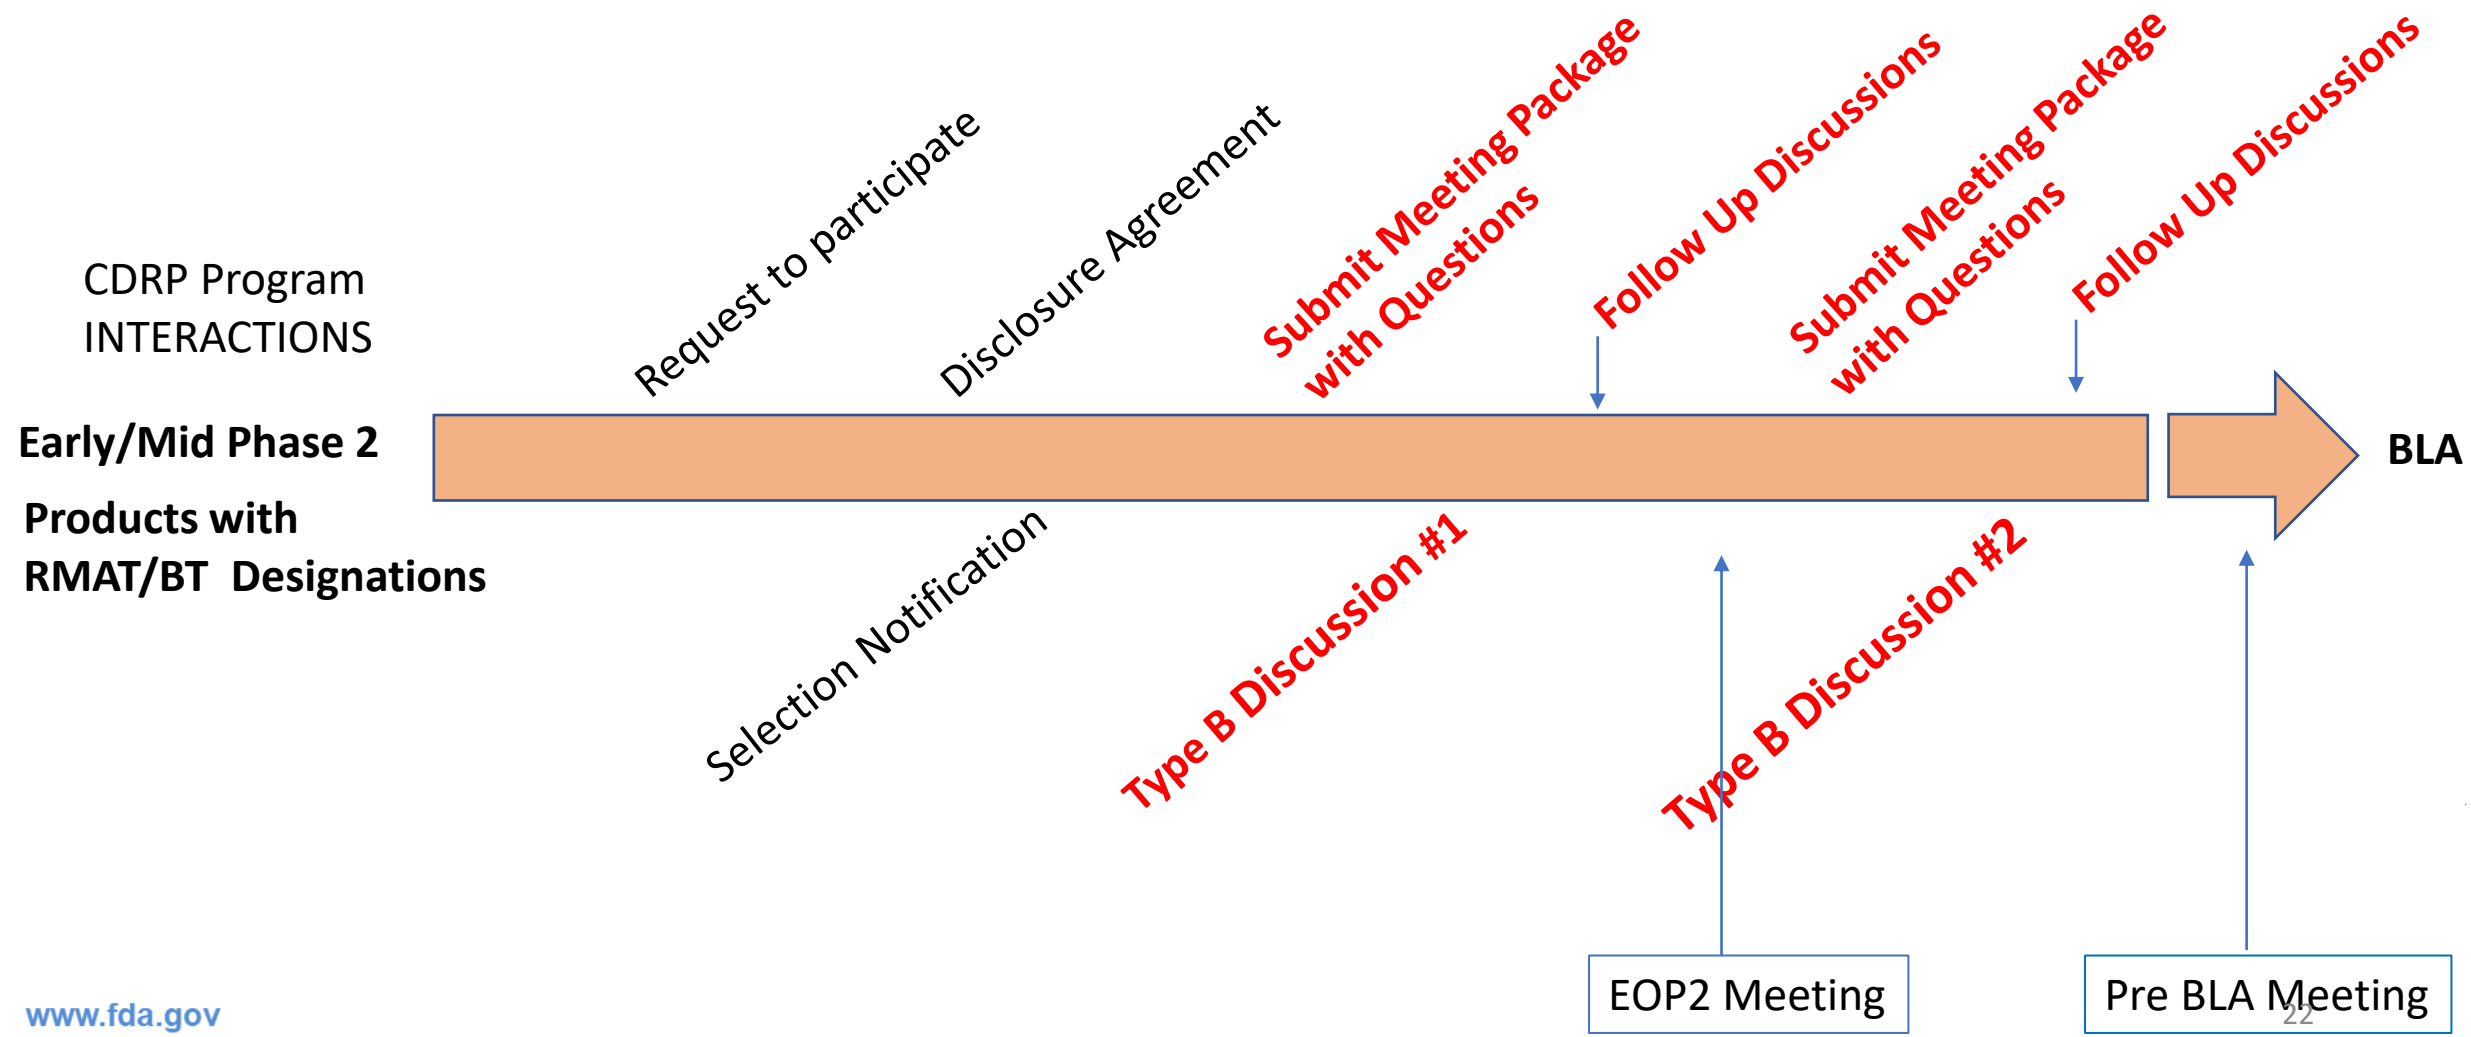 CDRP Program
INTERACTIONS
Request to participate
Disclosure Agreement
Submit Meeting Package
with Questions
Follow Up Discussions
Submit Meeting Package
with Questions
Follow Up Discussions
Early/Mid Phase 2
BLA
Products with
RMAT/BT Designations
Selection Notification
Type B Discussion #1
Type B Discussion #2
EOP2 Meeting
Pre BLA Meeting
www.fda.gov
22